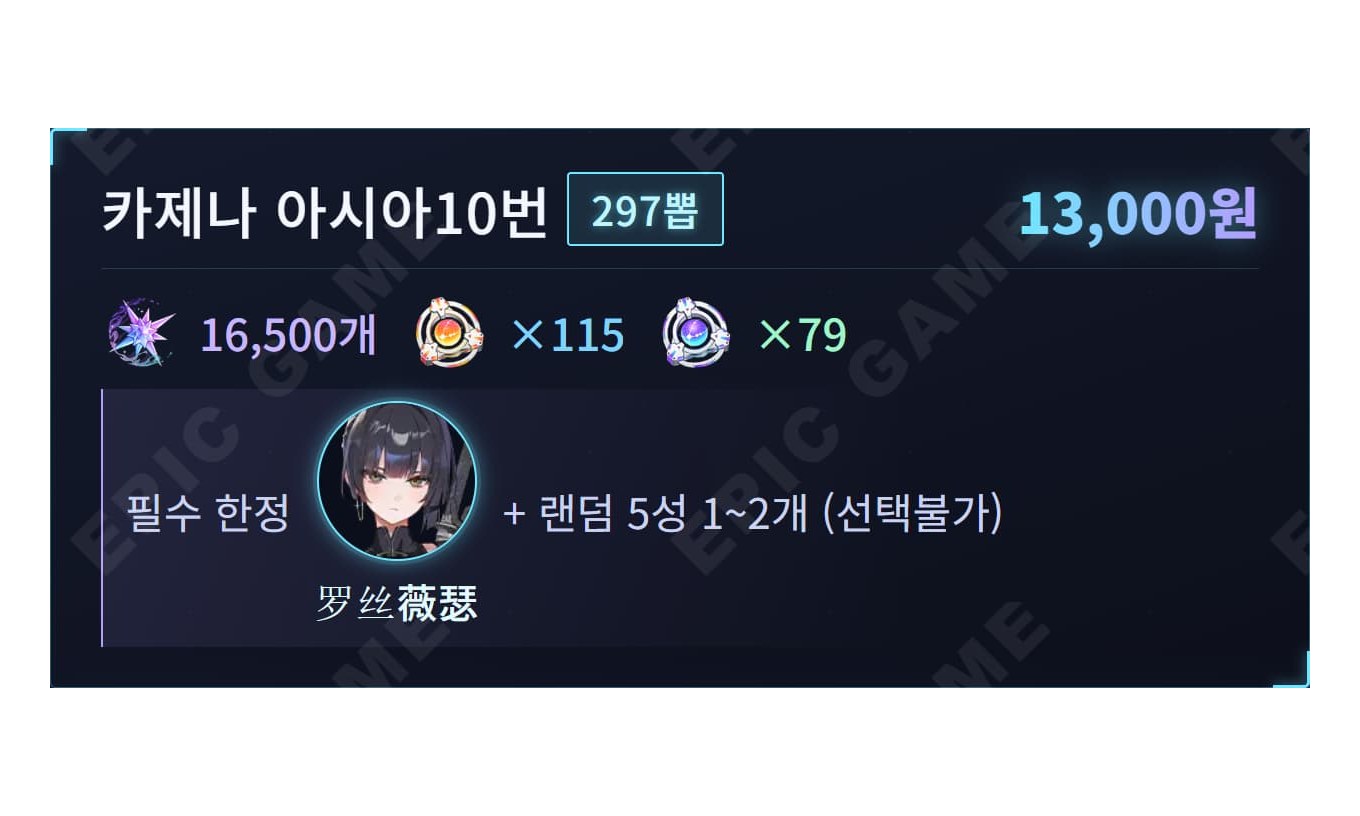 카제나 아시아10번 297뽑 13,000원
16,500개 ×115 ×79
필수 한정 + 랜덤 5성 1~2개 (선택불가)
罗丝薇瑟
EPIC GAME